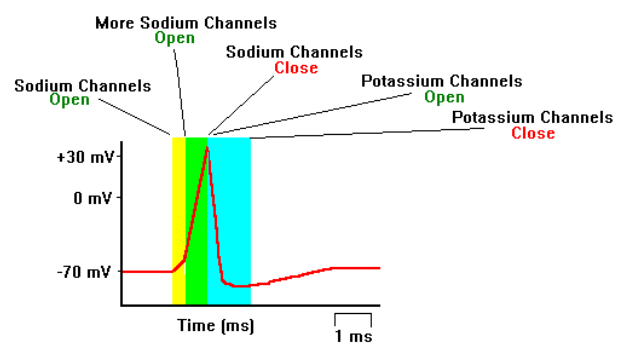 More Sodium Channels
Open
Sodium Channels
Close
Sodium Channels
Open
Potassium Channels
Open
Potassium Channels
Close
+30 mV
0 mV
-70 mV
Time (ms)
1 ms